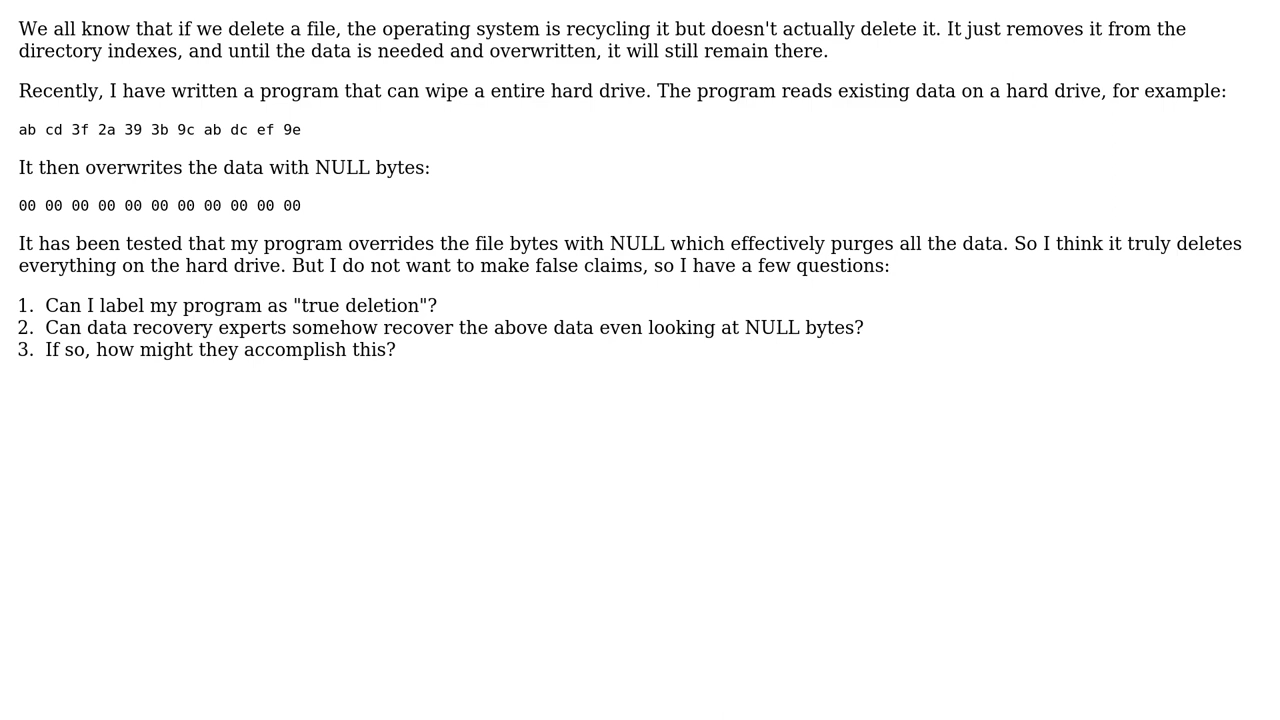 We all know that if we delete a file, the operating system is recycling it but doesn't actually delete it. It just removes it from the
directory indexes, and until the data is needed and overwritten, it will still remain there.
Recently, I have written a program that can wipe a entire hard drive. The program reads existing data on a hard drive, for example:
ab cd 3f 2a 39 3b 9c ab dc ef 9e
It then overwrites the data with NULL bytes:
00 00 00 00 00 00 00 00 00 00 00
It has been tested that my program overrides the file bytes with NULL which effectively purges all the data. So I think it truly deletes
everything on the hard drive. But I do not want to make false claims, so I have a few questions:
1. Can I label my program as "true deletion"?
2. Can data recovery experts somehow recover the above data even looking at NULL bytes?
3. If so, how might they accomplish this?